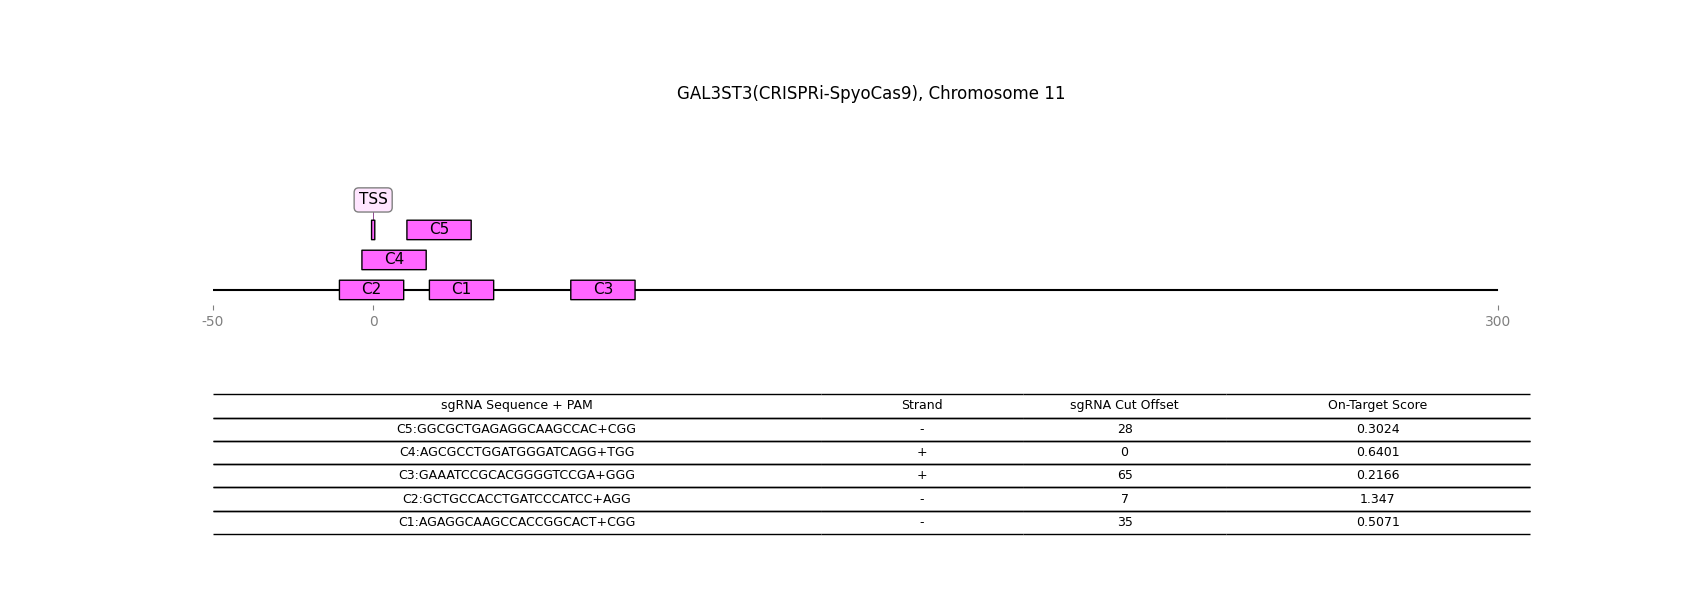 GAL3ST3(CRISPRi-SpyoCas9), Chromosome 11
TSS
C5
C4
C2 C1 C3
-50 0 300
sgRNA Sequence + PAM Strand sgRNA Cut Offset On-Target Score
C5:GGCGCTGAGAGGCAAGCCAC+CGG - 28 0.3024
C4:AGCGCCTGGATGGGATCAGG+TGG + 0 0.6401
C3:GAAATCCGCACGGGGTCCGA+GGG + 65 0.2166
C2:GCTGCCACCTGATCCCATCC+AGG - 7 1.347
C1:AGAGGCAAGCCACCGGCACT+CGG - 35 0.5071